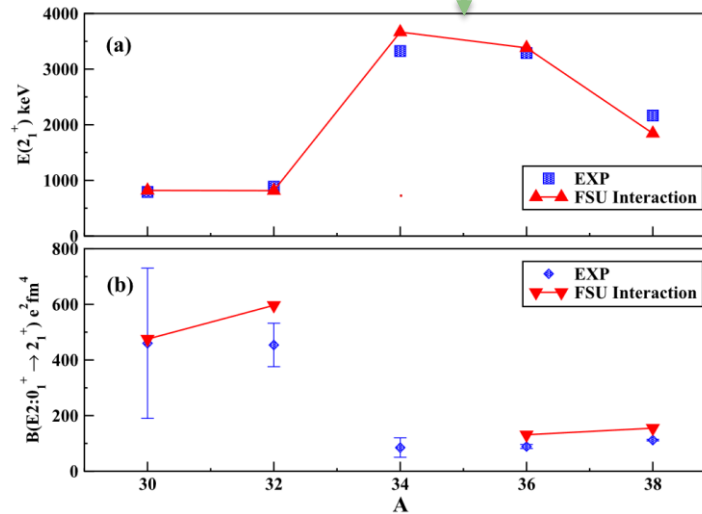 4000
(a)
3000
E(2₁⁺) keV
2000
1000
0
EXP
FSU Interaction
800
(b)
600
B(E2:0₁⁺ → 2₁⁺) e²fm⁴
400
200
0
EXP
FSU Interaction
30 32 34 36 38
A